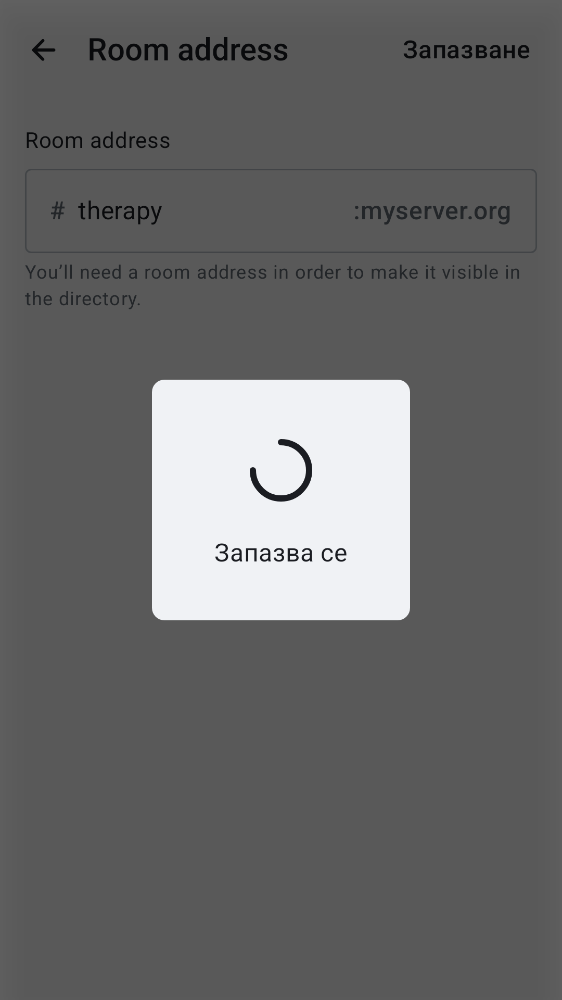 Room address
Запазване
Room address
# therapy :myserver.org
You’ll need a room address in order to make it visible in
the directory.
Запазва се